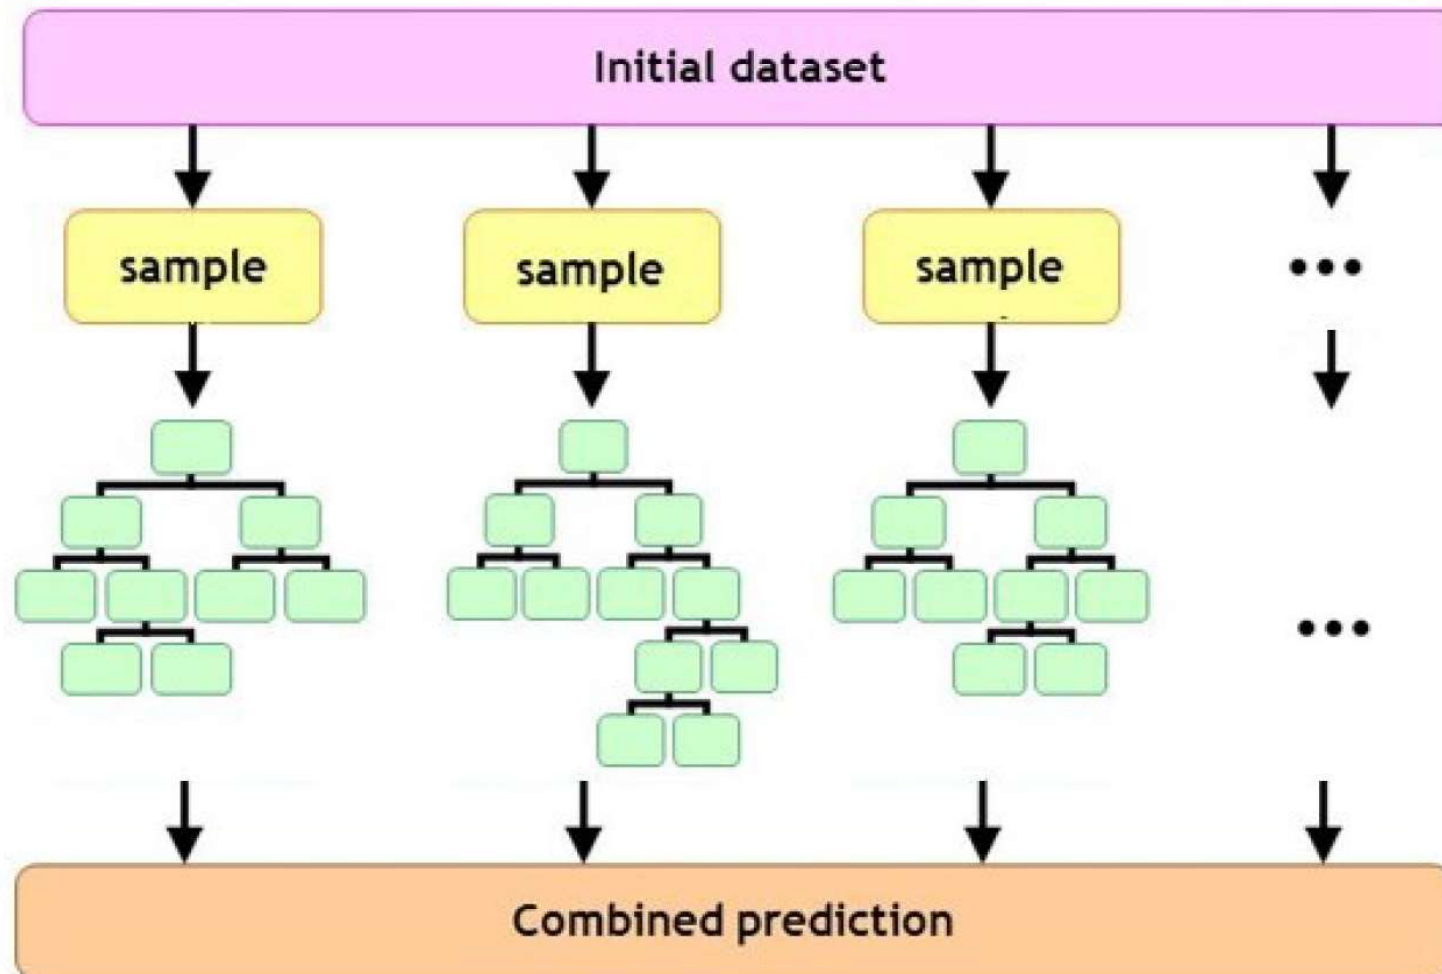 Initial dataset
sample
sample
sample
•••
•••
Combined prediction